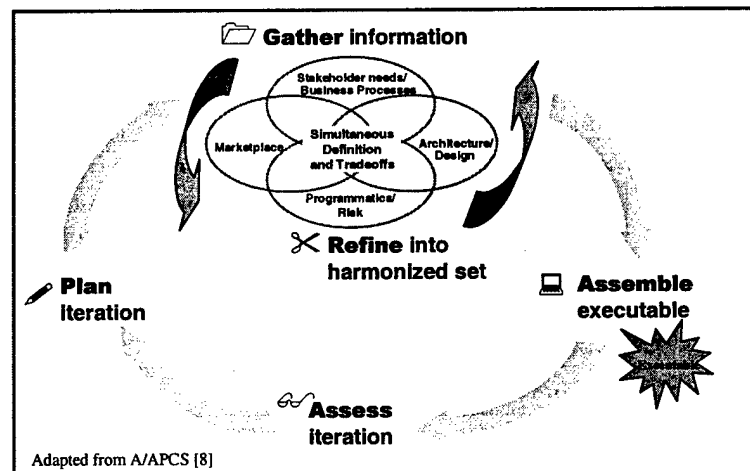 Gather information
Stakeholder needs/
Business Processes
Marketplace
Simultaneous
Definition
and Tradeoffs
Architecture/
Design
Programmatics/
Risk
Refine into
harmonized set
Plan
iteration
Assemble
executable
Assess
iteration
Adapted from A/APCS [8]